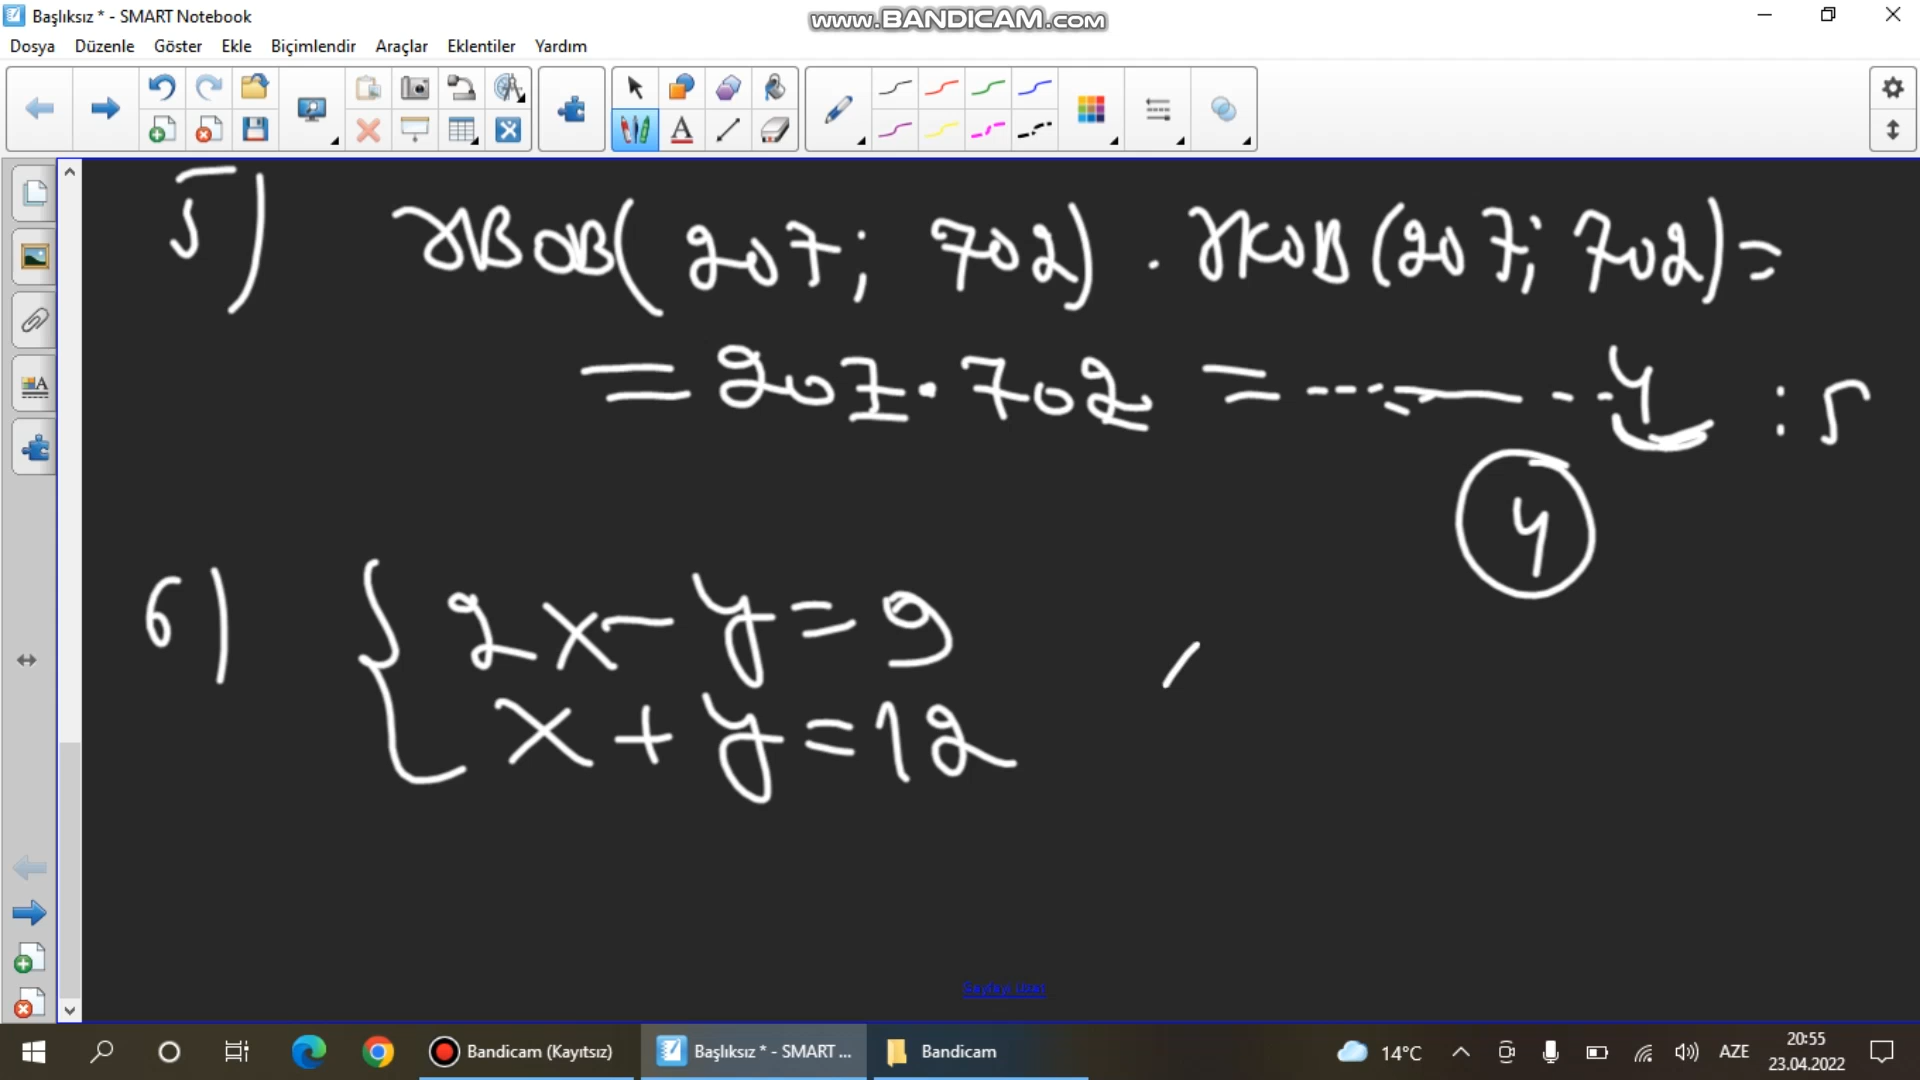 Başlıksız * - SMART Notebook
www.BANDICAM.com
Dosya Düzenle Göster Ekle Biçimlendir Araçlar Eklentiler Yardım
5) ƏBOB(207; 702) . ƏKOB(207; 702)=
=207.702 = ---- --4 :5
4
6) { 2x-y=9
x+y=12
Sayfayı Uzat
Bandicam (Kayıtsız) Başlıksız * - SMART ... Bandicam 14°C AZE 20:55
23.04.2022